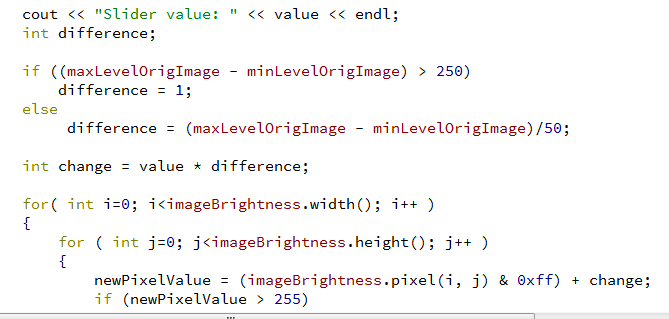 cout << "Slider value: " << value << endl;
int difference;
if ((maxLevelOrigImage - minLevelOrigImage) > 250)
difference = 1;
else
difference = (maxLevelOrigImage - minLevelOrigImage)/50;
int change = value * difference;
for( int i=0; i<imageBrightness.width(); i++ )
{
for ( int j=0; j<imageBrightness.height(); j++ )
{
newPixelValue = (imageBrightness.pixel(i, j) & 0xff) + change;
if (newPixelValue > 255)